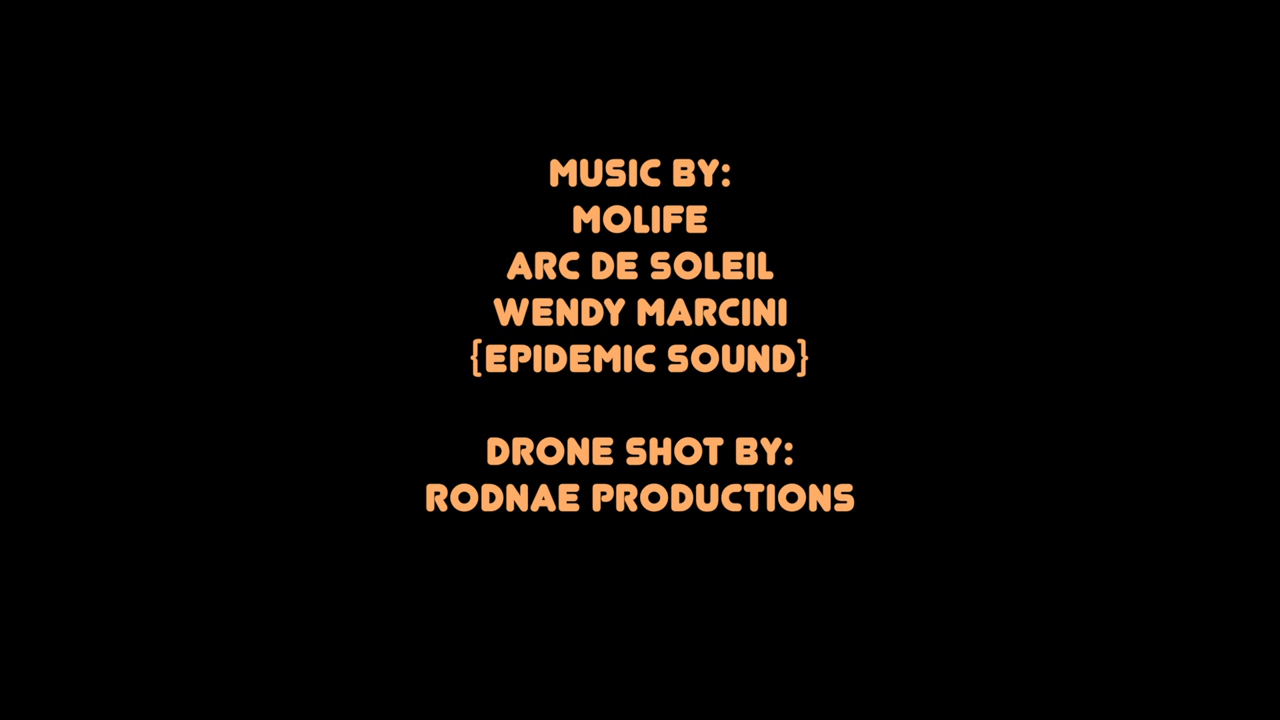 MUSIC BY:
MOLIFE
ARC DE SOLEIL
WENDY MARCINI
{EPIDEMIC SOUND}
DRONE SHOT BY:
RODNAE PRODUCTIONS